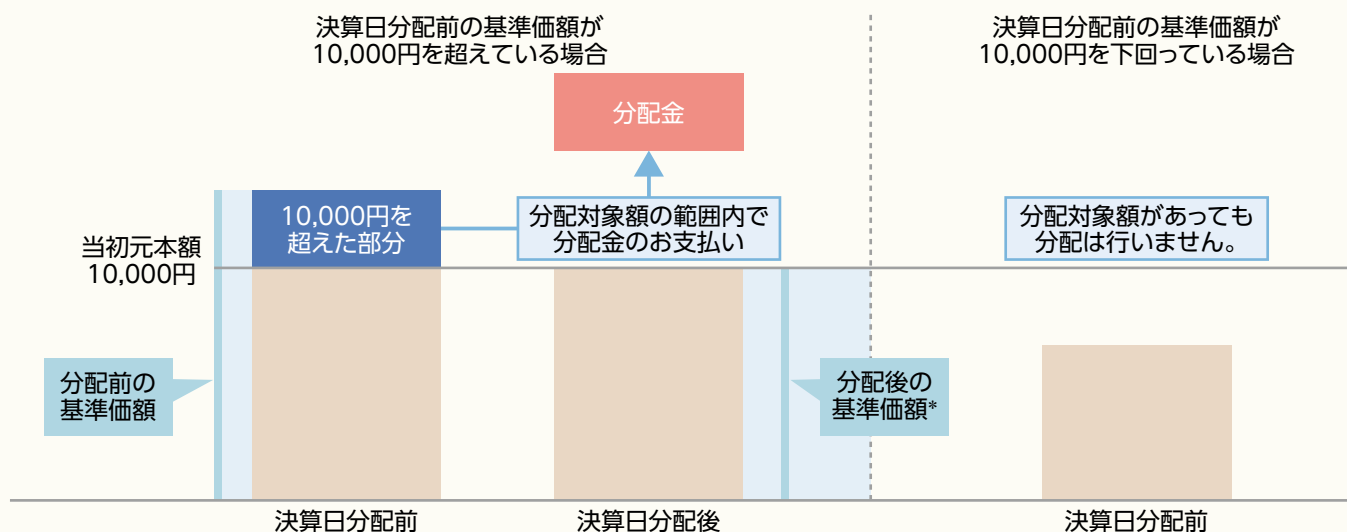 決算日分配前の基準価額が
10,000円を超えている場合
決算日分配前の基準価額が
10,000円を下回っている場合
分配金
10,000円を
超えた部分
分配対象額の範囲内で
分配金のお支払い
分配対象額があっても
分配は行いません。
当初元本額
10,000円
分配前の
基準価額
分配後の
基準価額*
決算日分配前
決算日分配後
決算日分配前